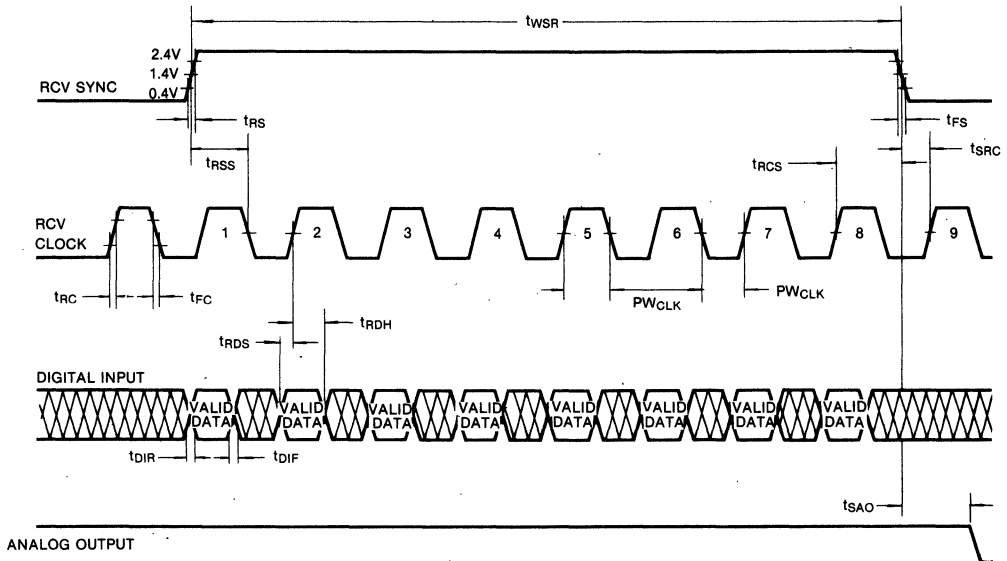 tWSR
2.4V
1.4V
RCV SYNC
0.4V
tRS
tFS
tRSS
tRCS
tSRC
RCV
CLOCK
1 2 3 4 5 6 7 8 9
tRC
tFC
PWCLK
PWCLK
tRDH
tRDS
DIGITAL INPUT
VALID DATA
VALID DATA
VALID DATA
VALID DATA
VALID DATA
VALID DATA
VALID DATA
VALID DATA
tDIR
tDIF
tSAO
ANALOG OUTPUT